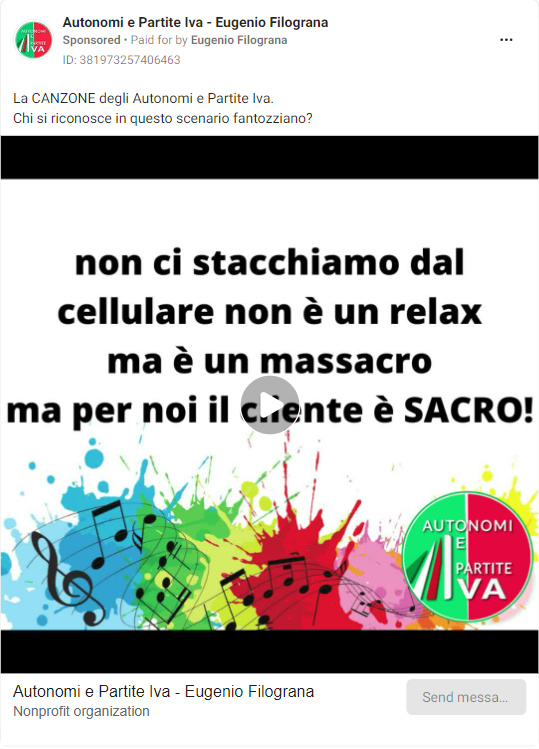 Autonomi e Partite Iva - Eugenio Filograna
Sponsored • Paid for by Eugenio Filograna
ID: 381973257406463
La CANZONE degli Autonomi e Partite Iva.
Chi si riconosce in questo scenario fantozziano?
non ci stacchiamo dal
cellulare non è un relax
ma è un massacro
ma per noi il cliente è SACRO!
AUTONOMI
E
PARTITE
IVA
Autonomi e Partite Iva - Eugenio Filograna
Nonprofit organization
Send messa...